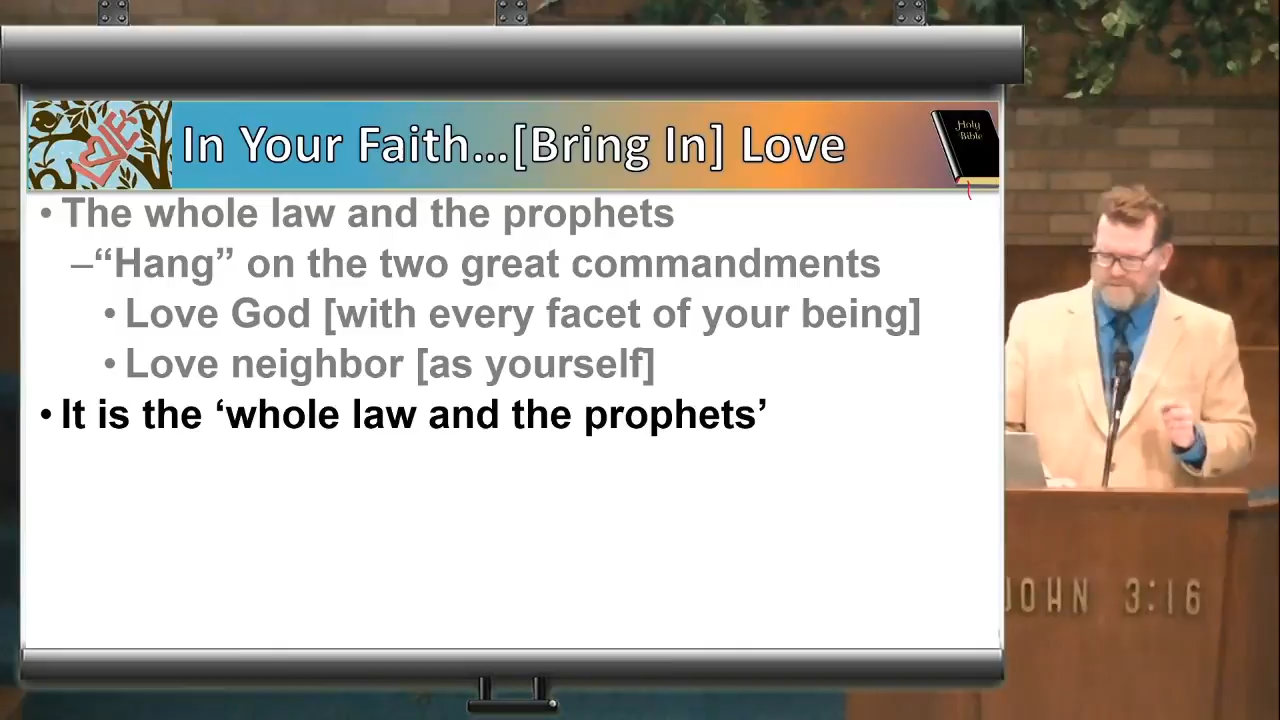 LOVE
In Your Faith…[Bring In] Love
Holy
Bible
• The whole law and the prophets
–“Hang” on the two great commandments
• Love God [with every facet of your being]
• Love neighbor [as yourself]
• It is the ‘whole law and the prophets’
JOHN 3:16